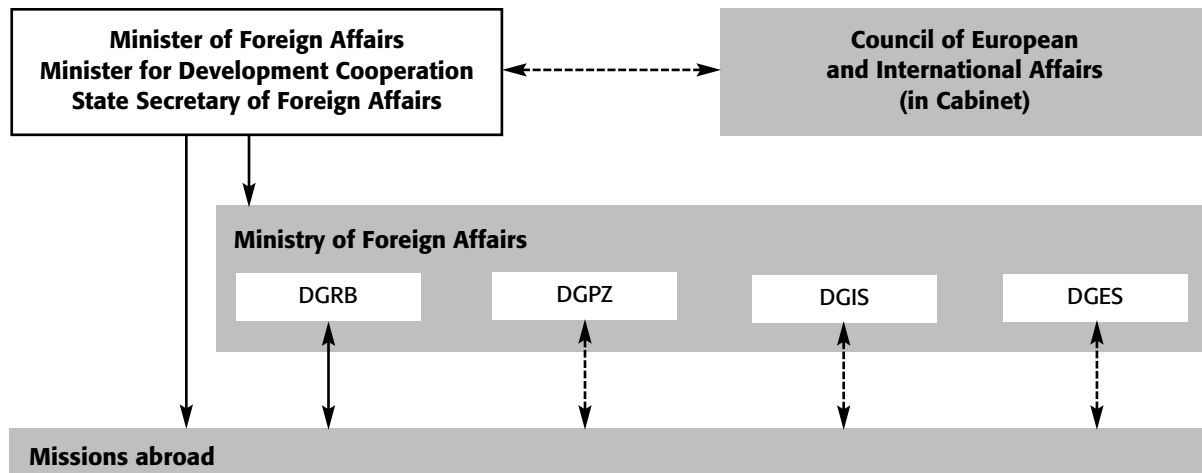 Minister of Foreign Affairs
Minister for Development Cooperation
State Secretary of Foreign Affairs
Council of European
and International Affairs
(in Cabinet)
Ministry of Foreign Affairs
DGRB
DGPZ
DGIS
DGES
Missions abroad